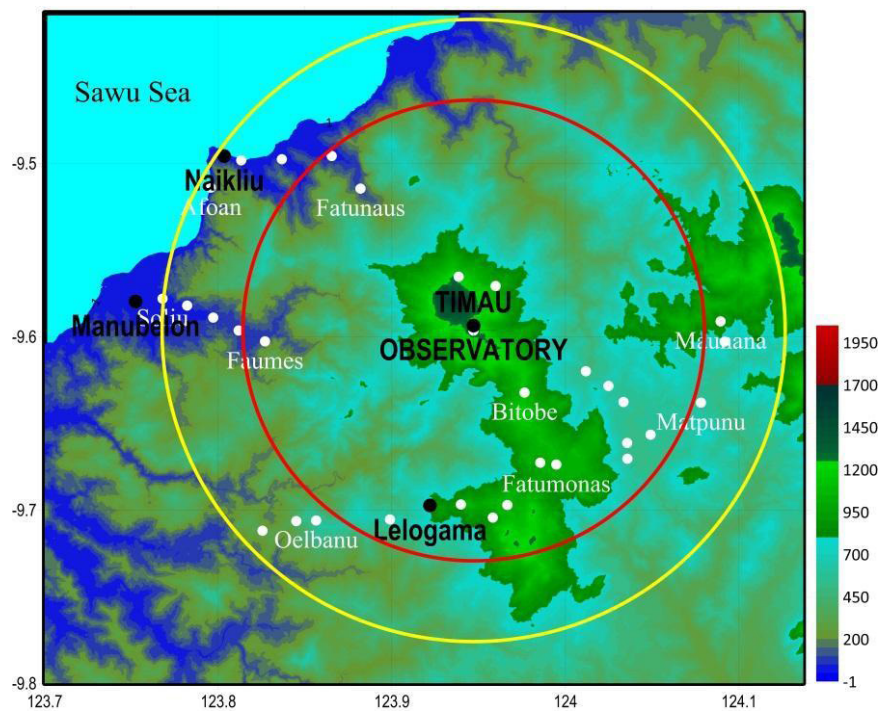 Sawu Sea
1
-9.5
Naikliu
Afoan
Fatunaus
TIMAU
OBSERVATORY
Soliu
Manubelon
Faumes
-9.6
Maunana
Bitobe
Matpunu
Fatumonas
-9.7
Lelogama
Oelbanu
-9.8
123.7
123.8
123.9
124
124.1
1950
1700
1450
1200
950
700
450
200
-1